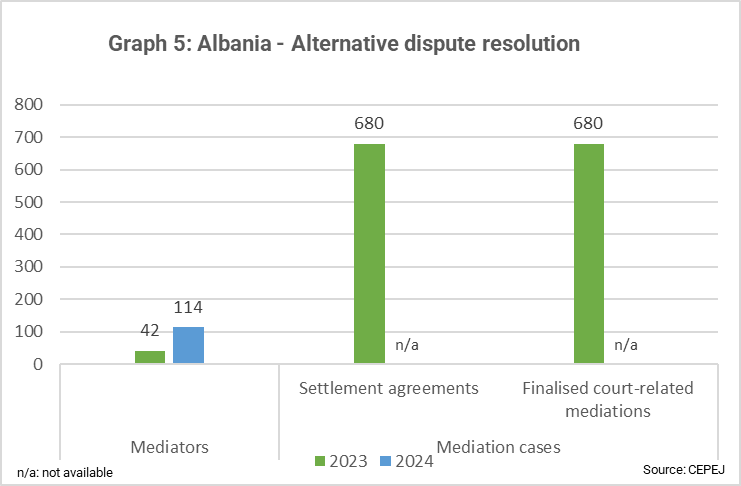 Graph 5: Albania - Alternative dispute resolution
800
700
600
500
400
300
200
100
0
42
114
680
n/a
680
n/a
Settlement agreements
Finalised court-related
mediations
Mediators
Mediation cases
2023
2024
n/a: not available
Source: CEPEJ